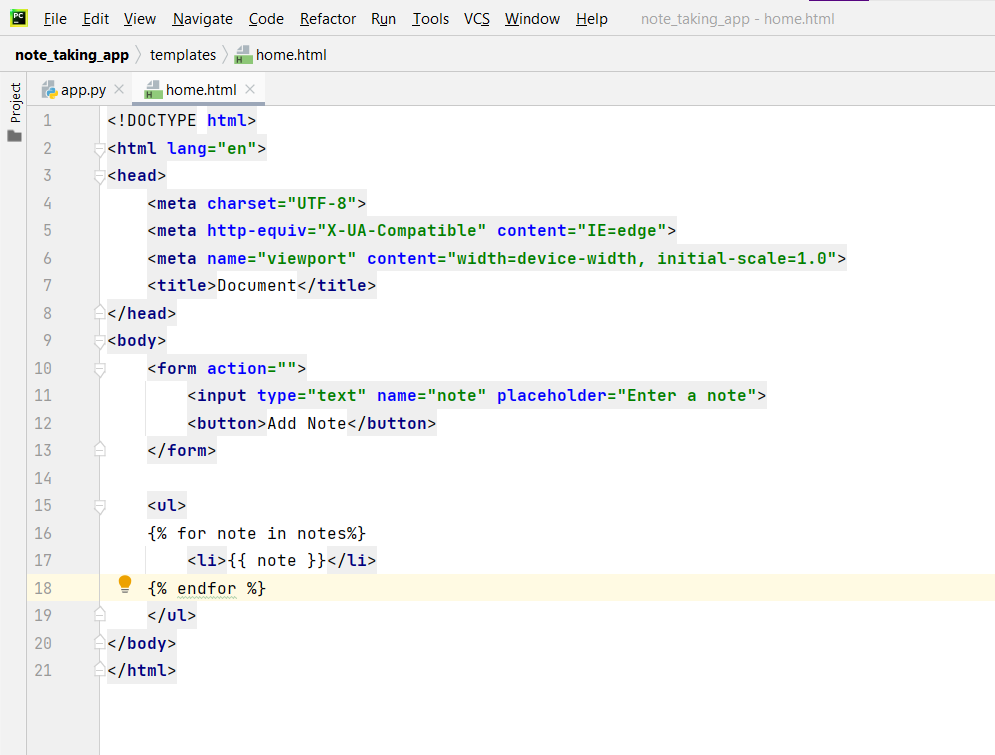 PC File Edit View Navigate Code Refactor Run Tools VCS Window Help note_taking_app - home.html
note_taking_app templates H home.html
Project
app.py H home.html
1 <!DOCTYPE html>
2 <html lang="en">
3 <head>
4 <meta charset="UTF-8">
5 <meta http-equiv="X-UA-Compatible" content="IE=edge">
6 <meta name="viewport" content="width=device-width, initial-scale=1.0">
7 <title>Document</title>
8 </head>
9 <body>
10 <form action="">
11 <input type="text" name="note" placeholder="Enter a note">
12 <button>Add Note</button>
13 </form>
14
15 <ul>
16 {% for note in notes%}
17 <li>{{ note }}</li>
18 {% endfor %}
19 </ul>
20 </body>
21 </html>